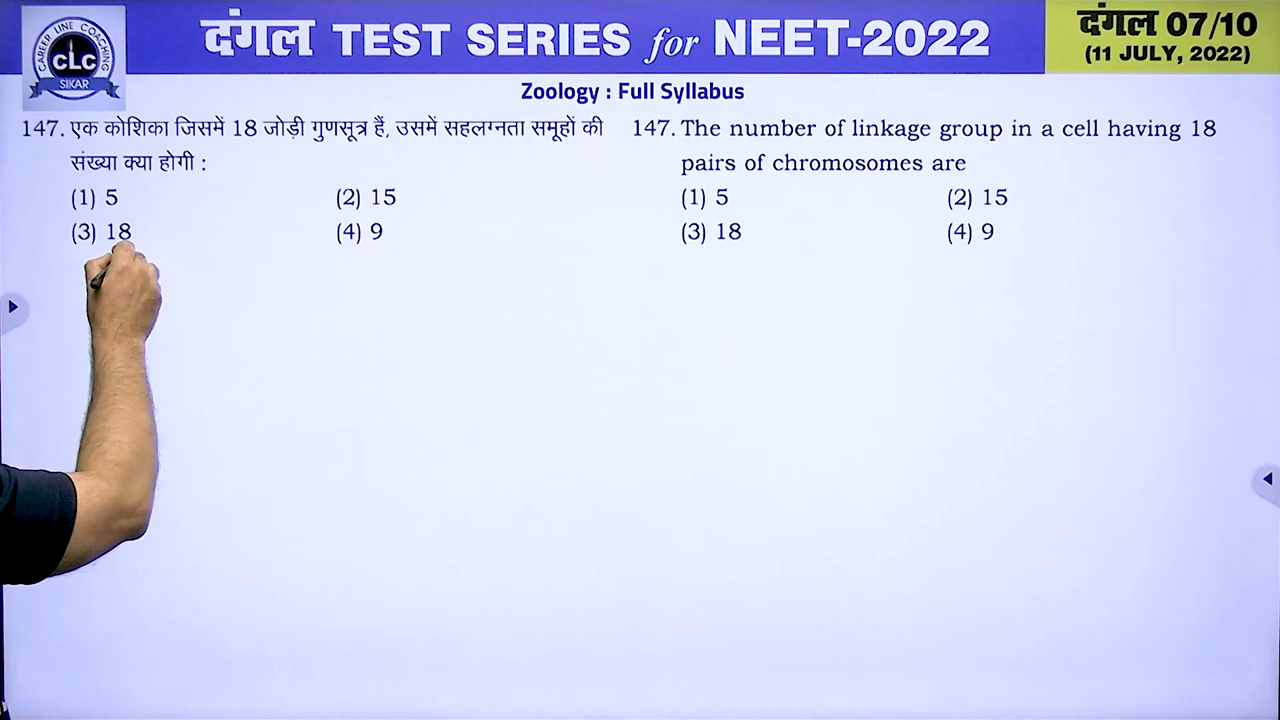 CAREER LINE COACHING
CLC
SIKAR
दंगल TEST SERIES for NEET-2022
दंगल 07/10
(11 JULY, 2022)
Zoology : Full Syllabus
147. एक कोशिका जिसमें 18 जोड़ी गुणसूत्र हैं, उसमें सहलग्नता समूहों की
संख्या क्या होगी :
(1) 5 (2) 15
(3) 18 (4) 9
147. The number of linkage group in a cell having 18
pairs of chromosomes are
(1) 5 (2) 15
(3) 18 (4) 9